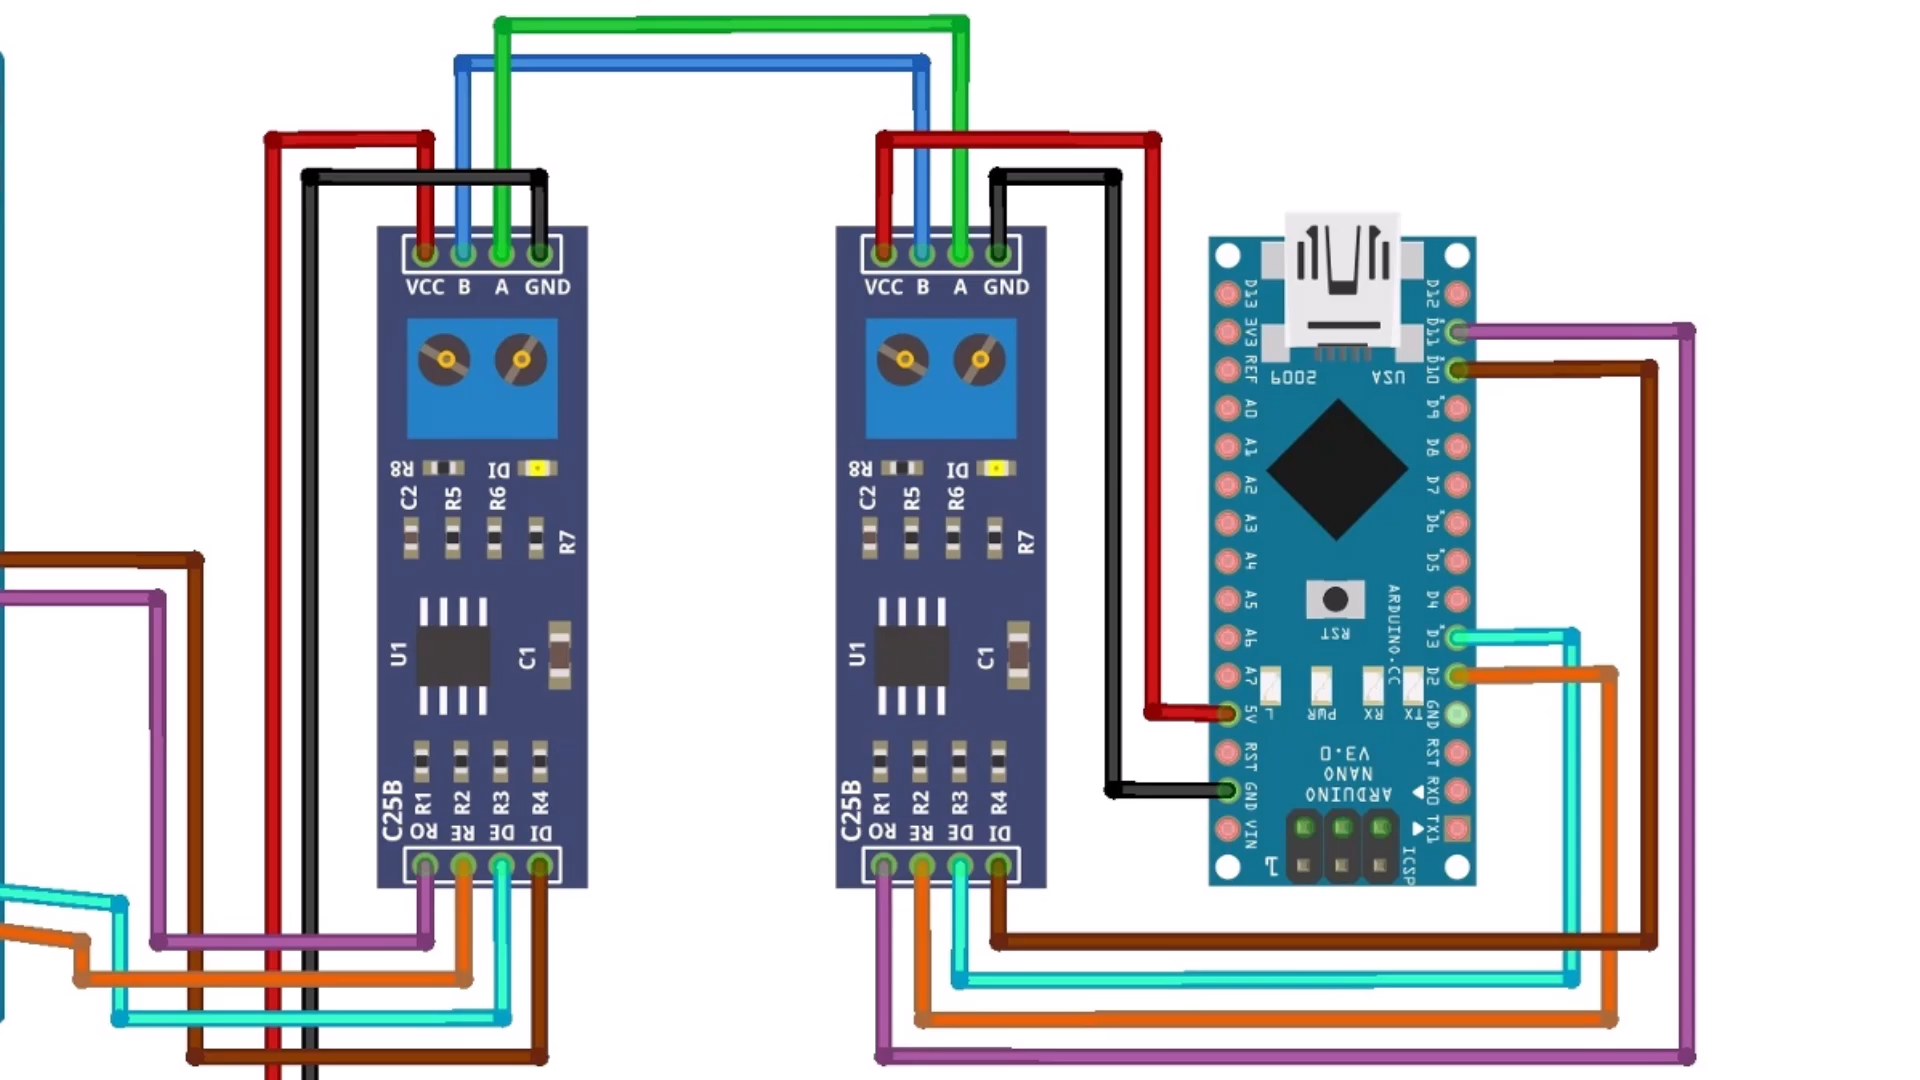 VCC B A GND
R8 DI
C2 R5 R6
R7
U1 C1
C25B
R1 R2 R3 R4
RO RE DE DI
VCC B A GND
R8 DI
C2 R5 R6
R7
U1 C1
C25B
R1 R2 R3 R4
RO RE DE DI
D13 D12
3V3 D11
REF D10
2009 USA
A0 D9
A1 D8
A2 D7
A3 D6
A4 D5
A5 D4
RST
ARDUINO.CC
A6 D3
A7 D2
L PWR RX TX
5V GND
RST RST
V3.0
NANO
ARDUINO
GND RX0
VIN TX1
1 ICSP